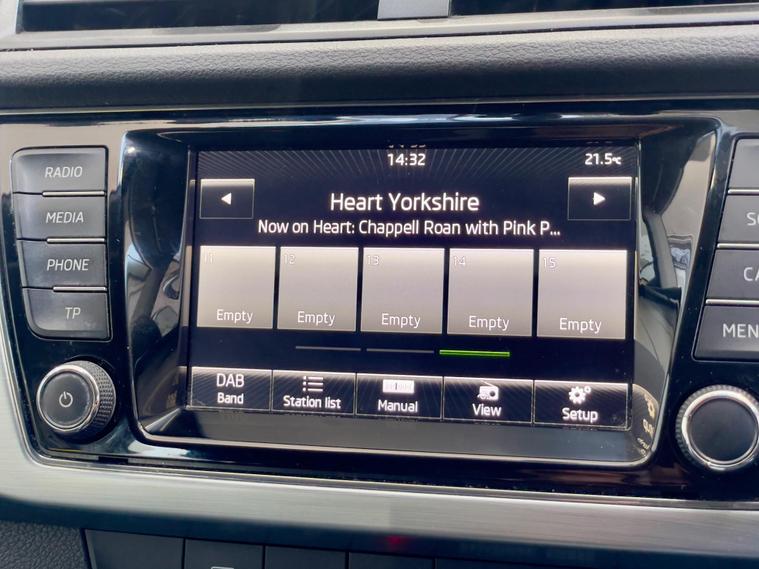 RADIO
MEDIA
PHONE
TP
14:32
21.5°C
Heart Yorkshire
Now on Heart: Chappell Roan with Pink P...
11
12
13
14
15
Empty
Empty
Empty
Empty
Empty
DAB
Band
Station list
Manual
View
Setup
MEN